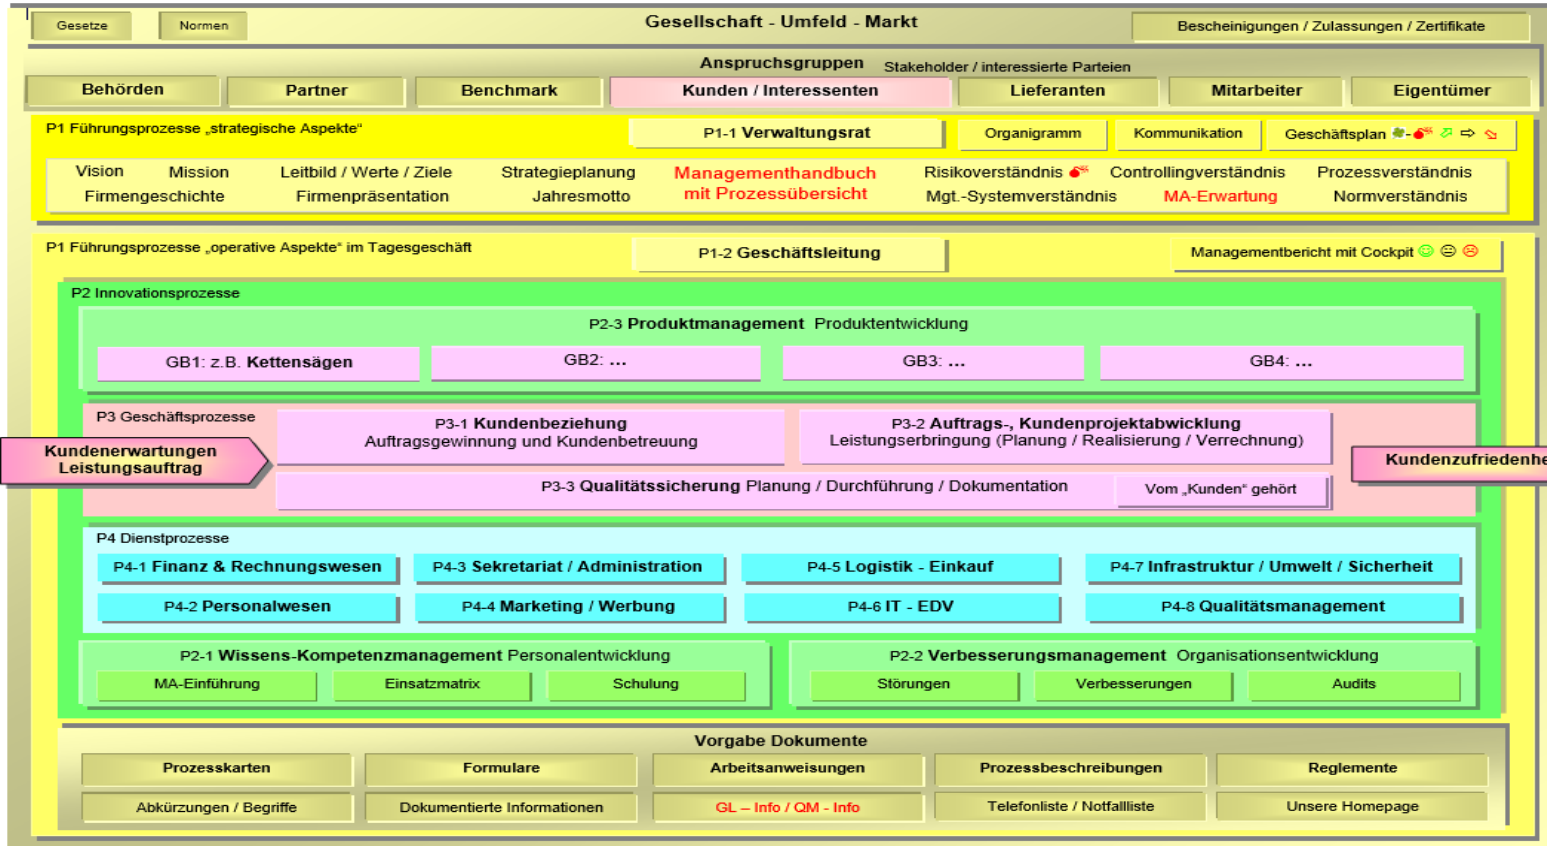 Gesetze
Normen
Gesellschaft - Umfeld - Markt
Bescheinigungen / Zulassungen / Zertifikate
Anspruchsgruppen Stakeholder / interessierte Parteien
Behörden
Partner
Benchmark
Kunden / Interessenten
Lieferanten
Mitarbeiter
Eigentümer
P1 Führungsprozesse „strategische Aspekte“
P1-1 Verwaltungsrat
Organigramm
Kommunikation
Geschäftsplan
Vision
Mission
Leitbild / Werte / Ziele
Strategieplanung
Managementhandbuch
mit Prozessübersicht
Risikoverständnis
Controllingverständnis
Prozessverständnis
Firmengeschichte
Firmenpräsentation
Jahresmotto
Mgt.-Systemverständnis
MA-Erwartung
Normverständnis
P1 Führungsprozesse „operative Aspekte“ im Tagesgeschäft
P1-2 Geschäftsleitung
Managementbericht mit Cockpit
P2 Innovationsprozesse
P2-3 Produktmanagement Produktentwicklung
GB1: z.B. Kettensägen
GB2: ...
GB3: ...
GB4: ...
P3 Geschäftsprozesse
P3-1 Kundenbeziehung
Auftragsgewinnung und Kundenbetreuung
P3-2 Auftrags-, Kundenprojektabwicklung
Leistungserbringung (Planung / Realisierung / Verrechnung)
Kundenerwartungen
Leistungsauftrag
Kundenzufriedenhe
P3-3 Qualitätssicherung Planung / Durchführung / Dokumentation
Vom „Kunden“ gehört
P4 Dienstprozesse
P4-1 Finanz & Rechnungswesen
P4-3 Sekretariat / Administration
P4-5 Logistik - Einkauf
P4-7 Infrastruktur / Umwelt / Sicherheit
P4-2 Personalwesen
P4-4 Marketing / Werbung
P4-6 IT - EDV
P4-8 Qualitätsmanagement
P2-1 Wissens-Kompetenzmanagement Personalentwicklung
MA-Einführung
Einsatzmatrix
Schulung
P2-2 Verbesserungsmanagement Organisationsentwicklung
Störungen
Verbesserungen
Audits
Vorgabe Dokumente
Prozesskarten
Formulare
Arbeitsanweisungen
Prozessbeschreibungen
Reglemente
Abkürzungen / Begriffe
Dokumentierte Informationen
GL – Info / QM - Info
Telefonliste / Notfallliste
Unsere Homepage